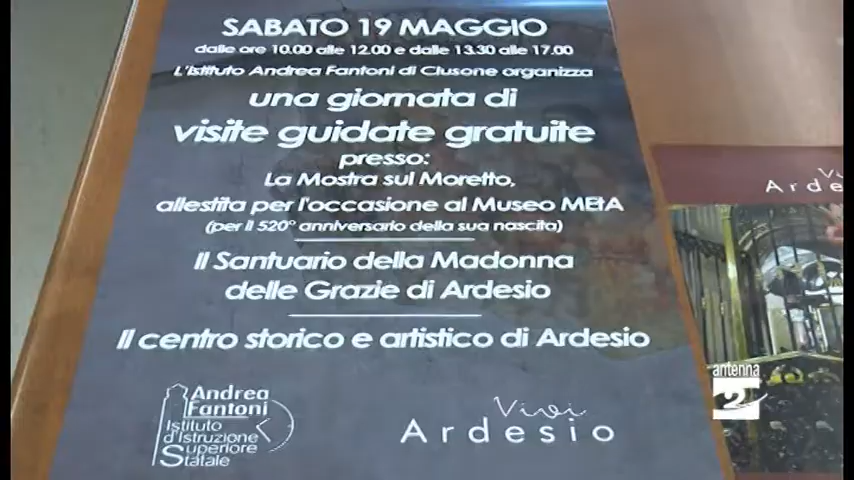 SABATO 19 MAGGIO
dalle ore 10.00 alle 12.00 e dalle 13.30 alle 17.00
L'Istituto Andrea Fantoni di Clusone organizza
una giornata di
visite guidate gratuite
presso:
La Mostra sul Moretto,
allestita per l'occasione al Museo META
(per il 520° anniversario della sua nascita)
Il Santuario della Madonna
delle Grazie di Ardesio
Il centro storico e artistico di Ardesio
Andrea
Fantoni
Istituto
d'Istruzione
Superiore
Statale
Vivi
Ardesio
Vivi
Ardesio
antenna
2